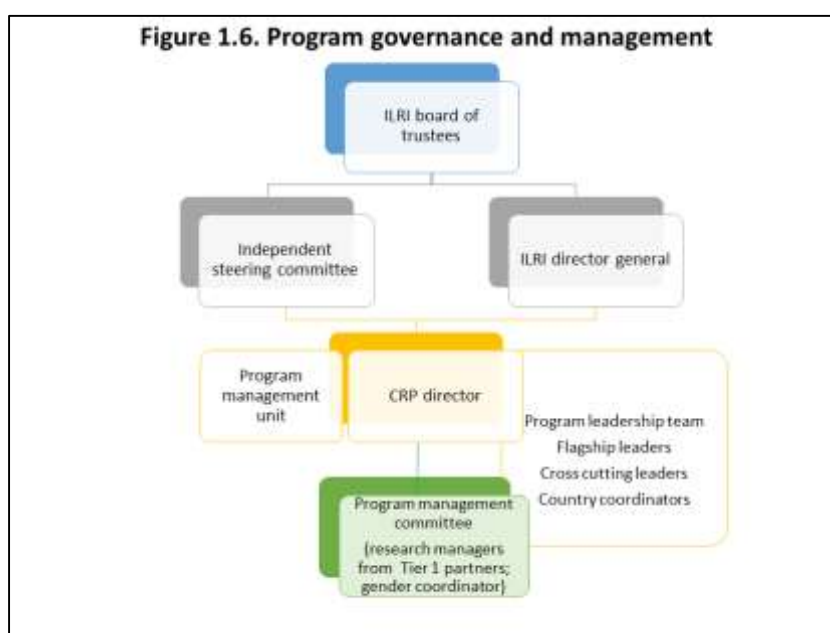 Figure 1.6. Program governance and management
ILRI board of
trustees
Independent
steering committee
ILRI director general
Program
management
unit
CRP director
Program leadership team
Flagship leaders
Cross cutting leaders
Country coordinators
Program management
committee
(research managers
from Tier 1 partners;
gender coordinator)